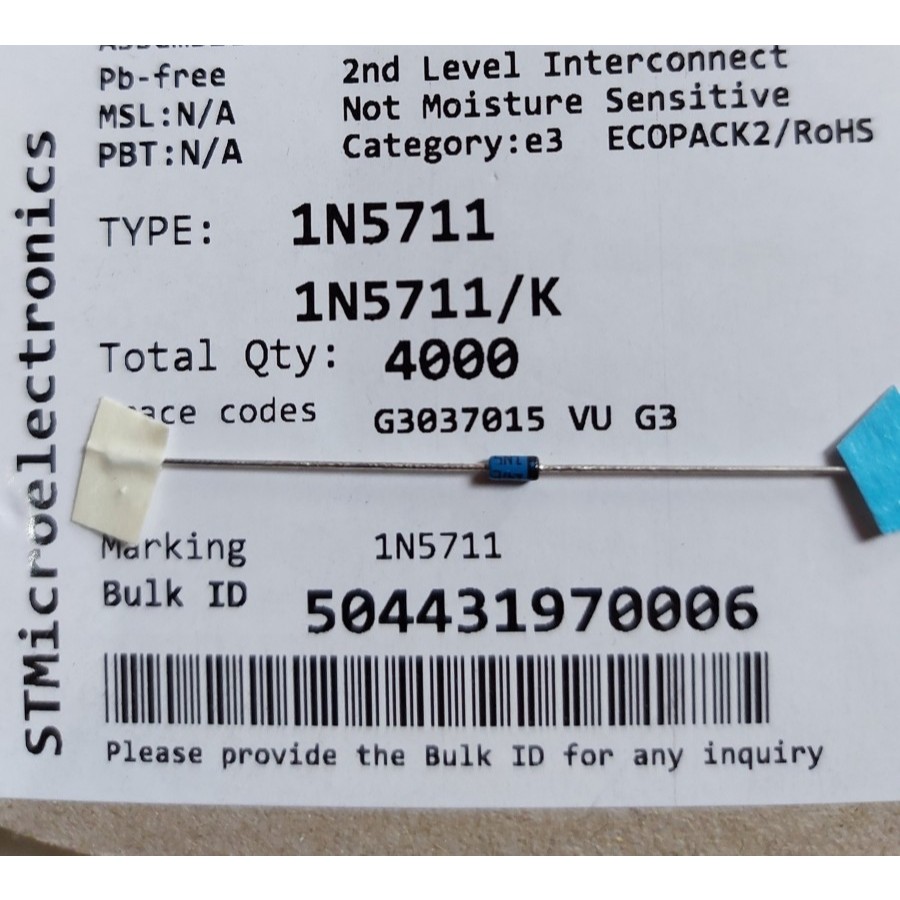 Pb-free 2nd Level Interconnect
MSL:N/A Not Moisture Sensitive
PBT:N/A Category:e3 ECOPACK2/RoHS
TYPE: 1N5711
1N5711/K
Total Qty: 4000
ace codes G3037015 VU G3
Marking 1N5711
Bulk ID 504431970006
Please provide the Bulk ID for any inquiry
STMicroelectronics